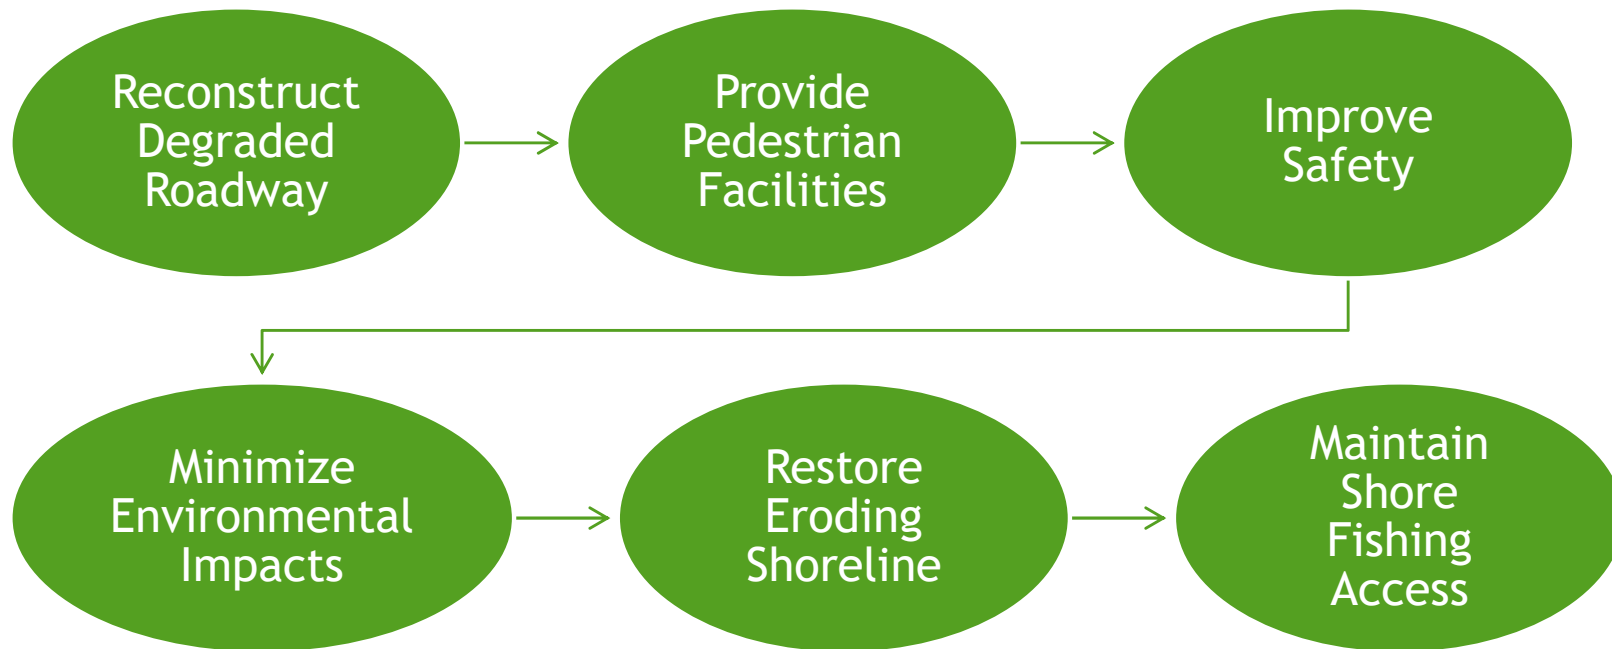 Reconstruct
Degraded
Roadway
Provide
Pedestrian
Facilities
Improve
Safety
Minimize
Environmental
Impacts
Restore
Eroding
Shoreline
Maintain
Shore
Fishing
Access